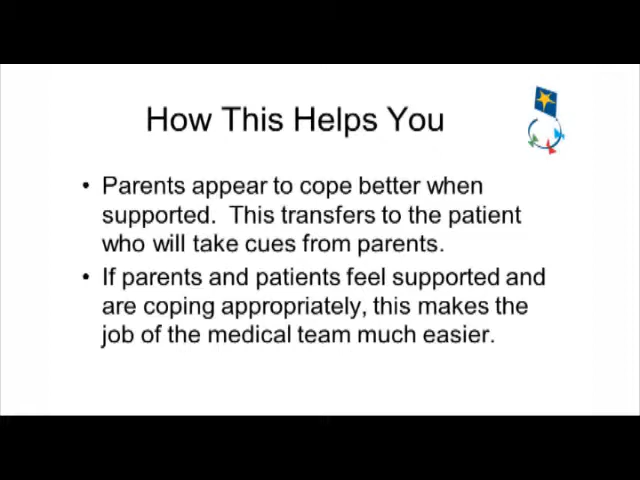 How This Helps You
• Parents appear to cope better when
supported.  This transfers to the patient
who will take cues from parents.
• If parents and patients feel supported and
are coping appropriately, this makes the
job of the medical team much easier.